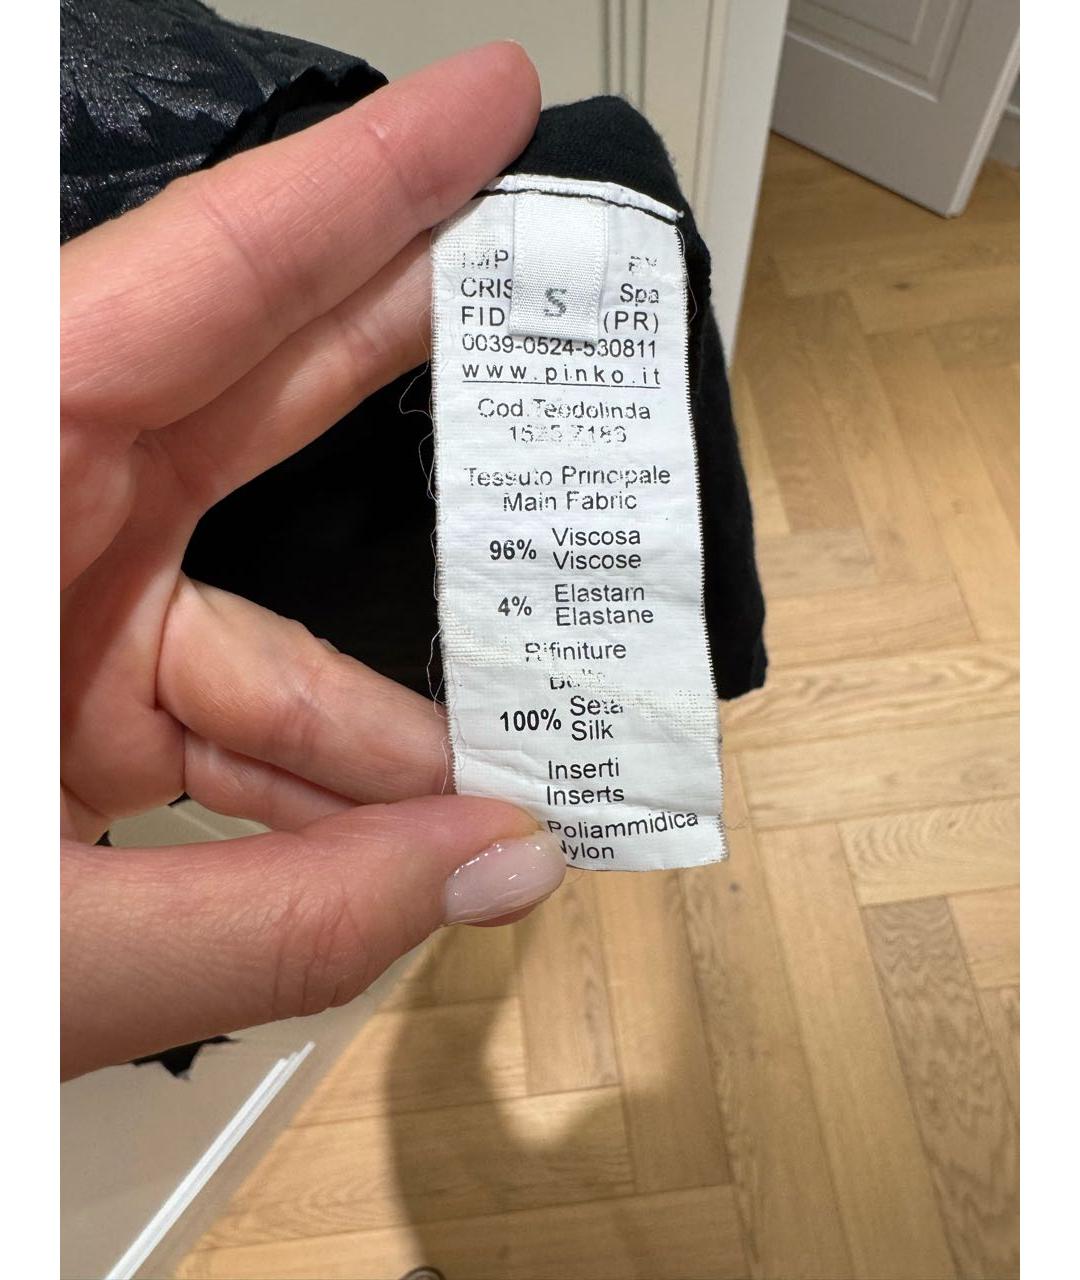 IMP
CRIS Spa
S
FID (PR)
0039-0524-530811
www.pinko.it
Cod.Teodolinda
Tessuto Principale
Main Fabric
96% Viscosa
Viscose
4% Elastam
Elastane
Rifiniture
100% Seta
Silk
Inserti
Inserts
Poliammidica
Nylon